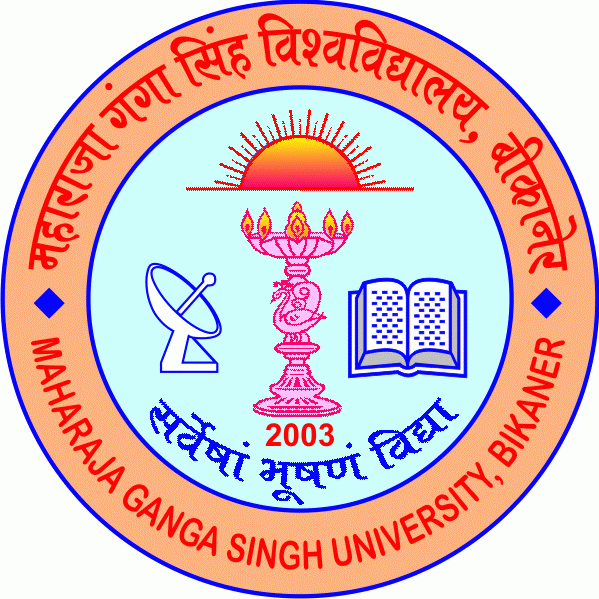 महाराजा गंगा सिंह विश्वविद्यालय, बीकानेर
2003
सर्वेषां भूषणं विद्या
MAHARAJA GANGA SINGH UNIVERSITY, BIKANER